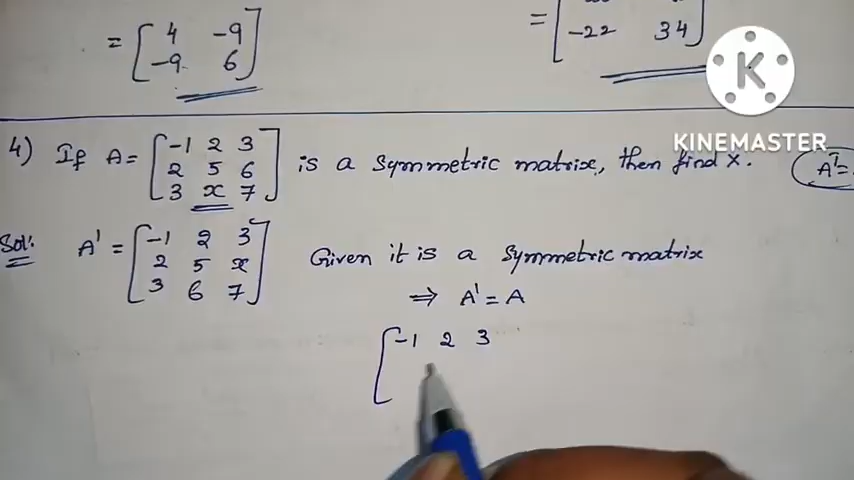 = [4 -9
-9 6]
=
-22 34]
K
KINEMASTER
4) If A = [-1 2 3
2 5 6
3 x 7] is a symmetric matrix, then find x.
A'=
Sol: A' = [-1 2 3
2 5 x
3 6 7]
Given it is a symmetric matrix
⇒ A' = A
[-1 2 3